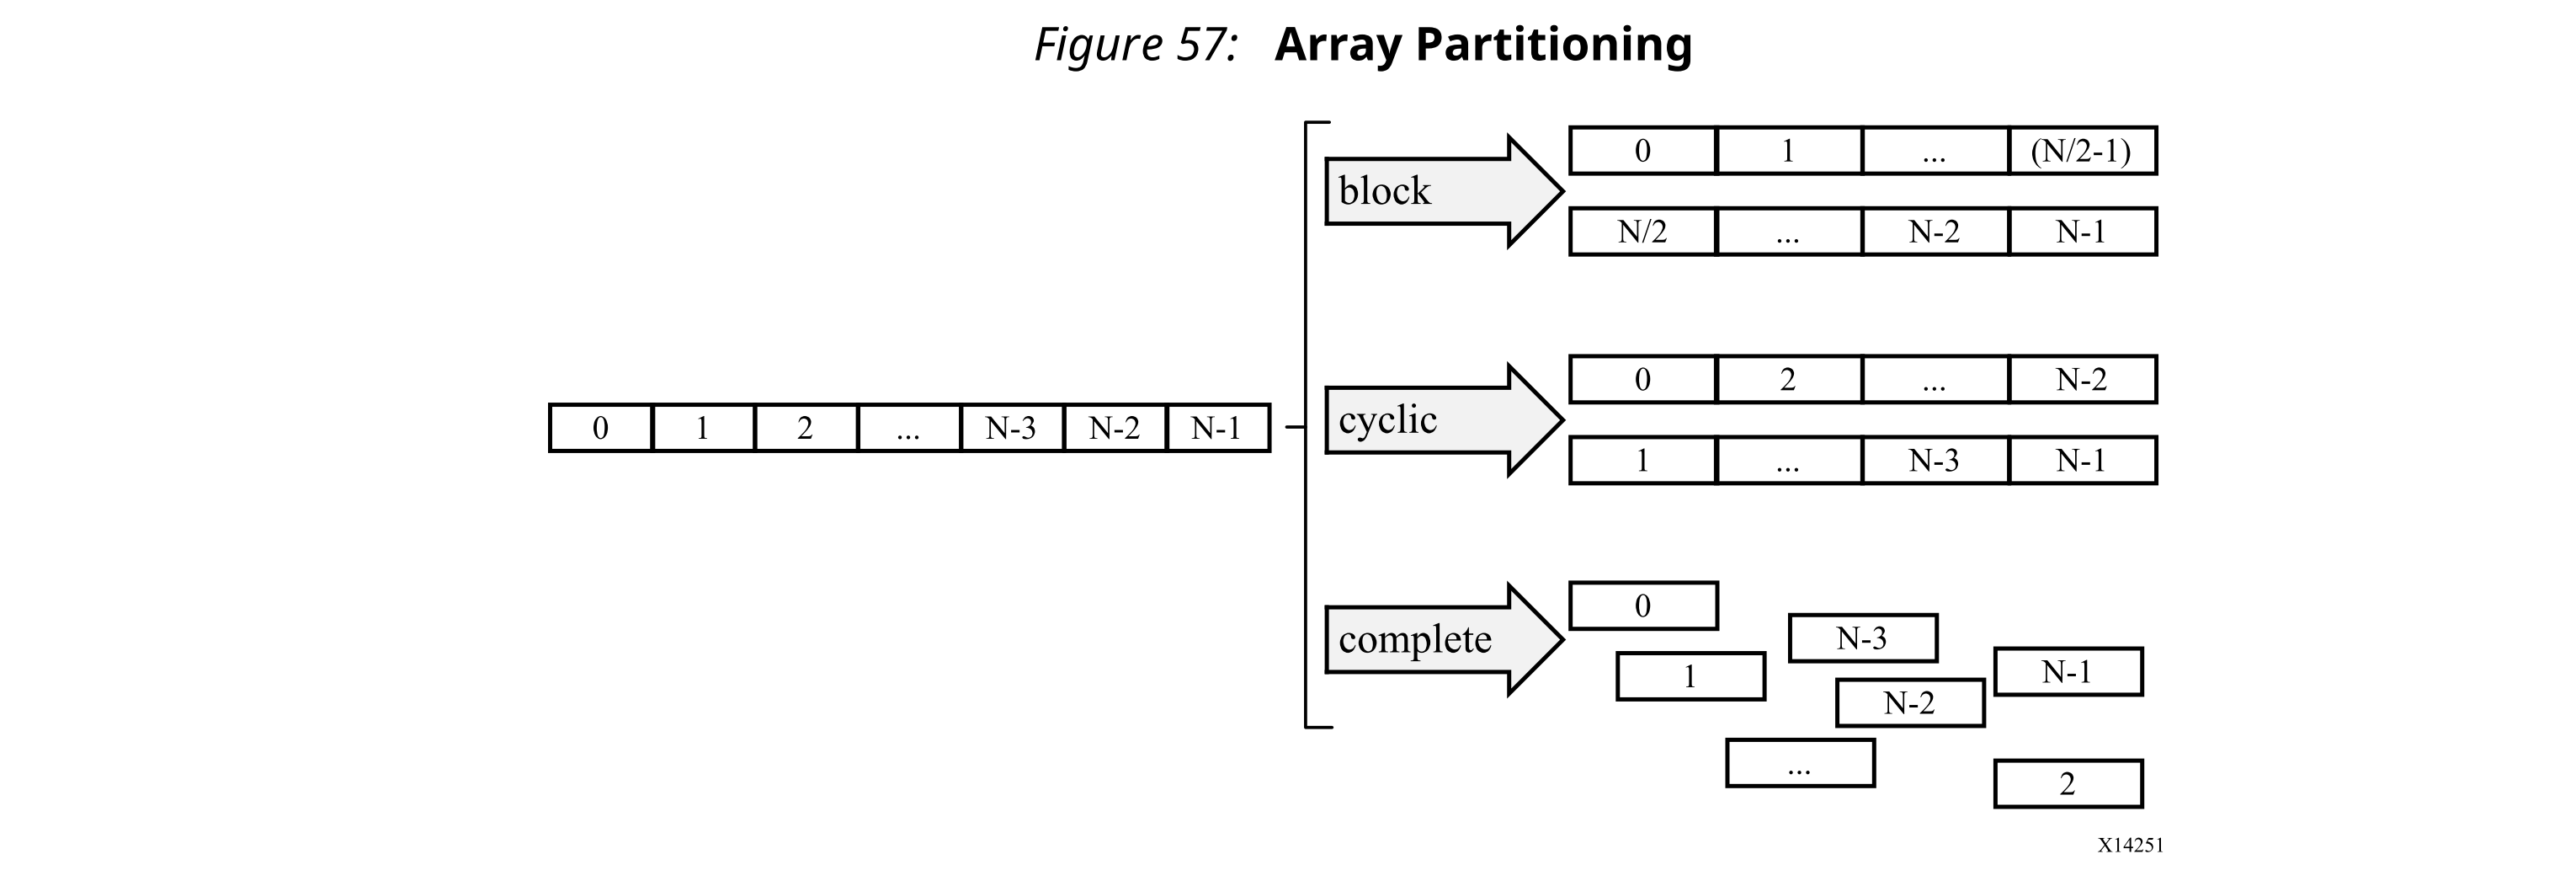 Figure 57: Array Partitioning
0 1 2 ... N-3 N-2 N-1
block
0 1 ... (N/2-1)
N/2 ... N-2 N-1
cyclic
0 2 ... N-2
1 ... N-3 N-1
complete
0
N-3
1
N-1
N-2
...
2
X14251